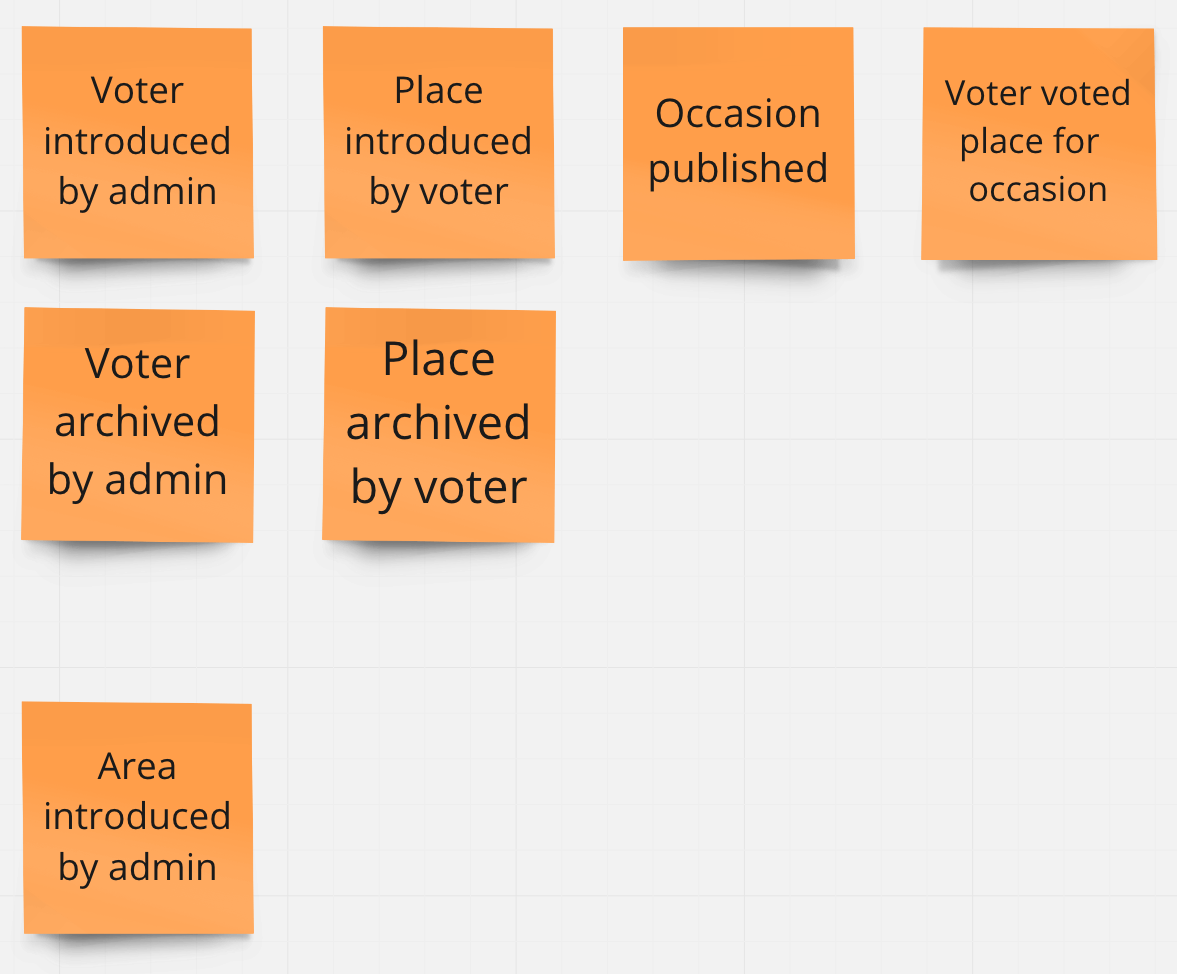 Voter
introduced
by admin
Place
introduced
by voter
Occasion
published
Voter voted
place for
occasion
Voter
archived
by admin
Place
archived
by voter
Area
introduced
by admin